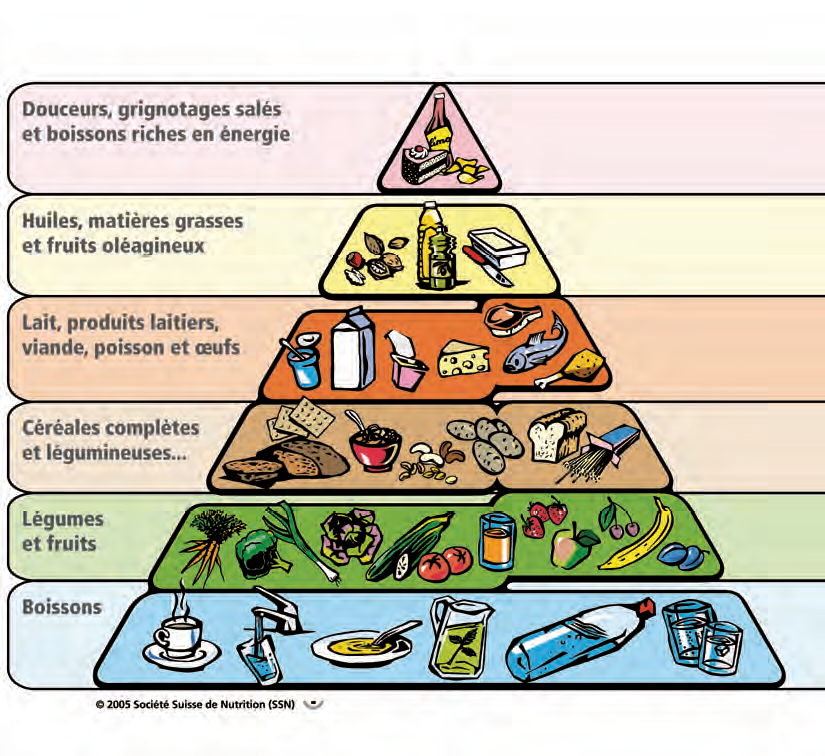 Douceurs, grignotages salés
et boissons riches en énergie
Huiles, matières grasses
et fruits oléagineux
Lait, produits laitiers,
viande, poisson et œufs
Céréales complètes
et légumineuses...
Légumes
et fruits
Boissons
© 2005 Société Suisse de Nutrition (SSN)